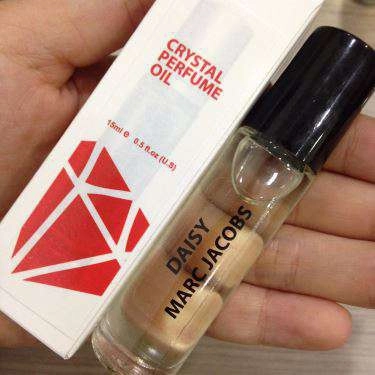 CRYSTAL
PERFUME
OIL
15ml e 0.5 fl.oz (U.S)
DAISY
MARC JACOBS